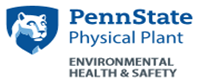 PennState
Physical Plant
ENVIRONMENTAL
HEALTH & SAFETY